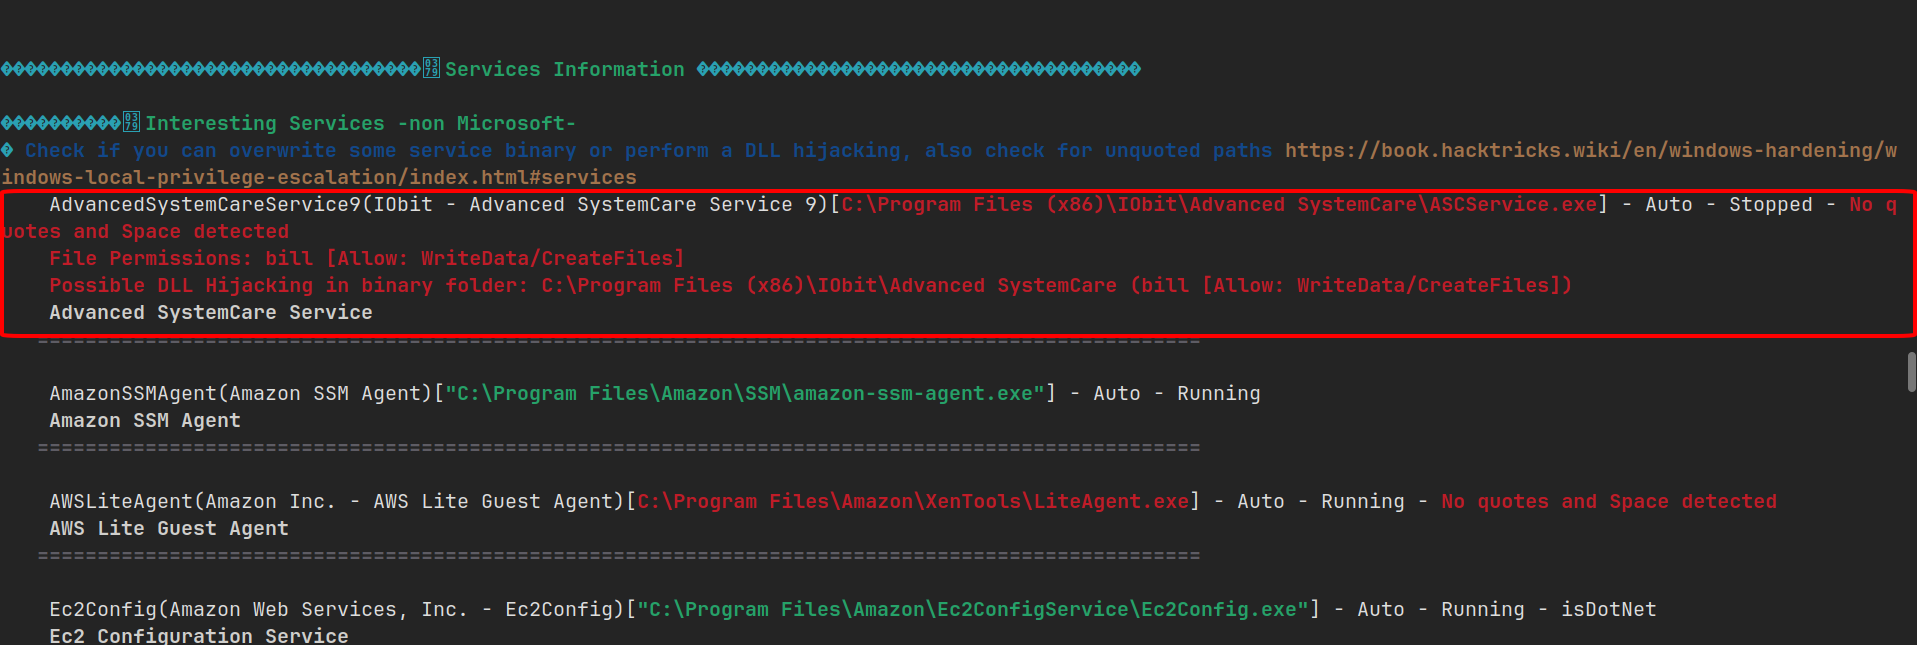 ����������������������������������� Services Information �������������������������������������
���������� Interesting Services -non Microsoft-
� Check if you can overwrite some service binary or perform a DLL hijacking, also check for unquoted paths https://book.hacktricks.wiki/en/windows-hardening/w
indows-local-privilege-escalation/index.html#services
AdvancedSystemCareService9(IObit - Advanced SystemCare Service 9)[C:\Program Files (x86)\IObit\Advanced SystemCare\ASCService.exe] - Auto - Stopped - No q
uotes and Space detected
File Permissions: bill [Allow: WriteData/CreateFiles]
Possible DLL Hijacking in binary folder: C:\Program Files (x86)\IObit\Advanced SystemCare (bill [Allow: WriteData/CreateFiles])
Advanced SystemCare Service
=================================================================================================
AmazonSSMAgent(Amazon SSM Agent)["C:\Program Files\Amazon\SSM\amazon-ssm-agent.exe"] - Auto - Running
Amazon SSM Agent
=================================================================================================
AWSLiteAgent(Amazon Inc. - AWS Lite Guest Agent)[C:\Program Files\Amazon\XenTools\LiteAgent.exe] - Auto - Running - No quotes and Space detected
AWS Lite Guest Agent
=================================================================================================
Ec2Config(Amazon Web Services, Inc. - Ec2Config)["C:\Program Files\Amazon\Ec2ConfigService\Ec2Config.exe"] - Auto - Running - isDotNet
Ec2 Configuration Service